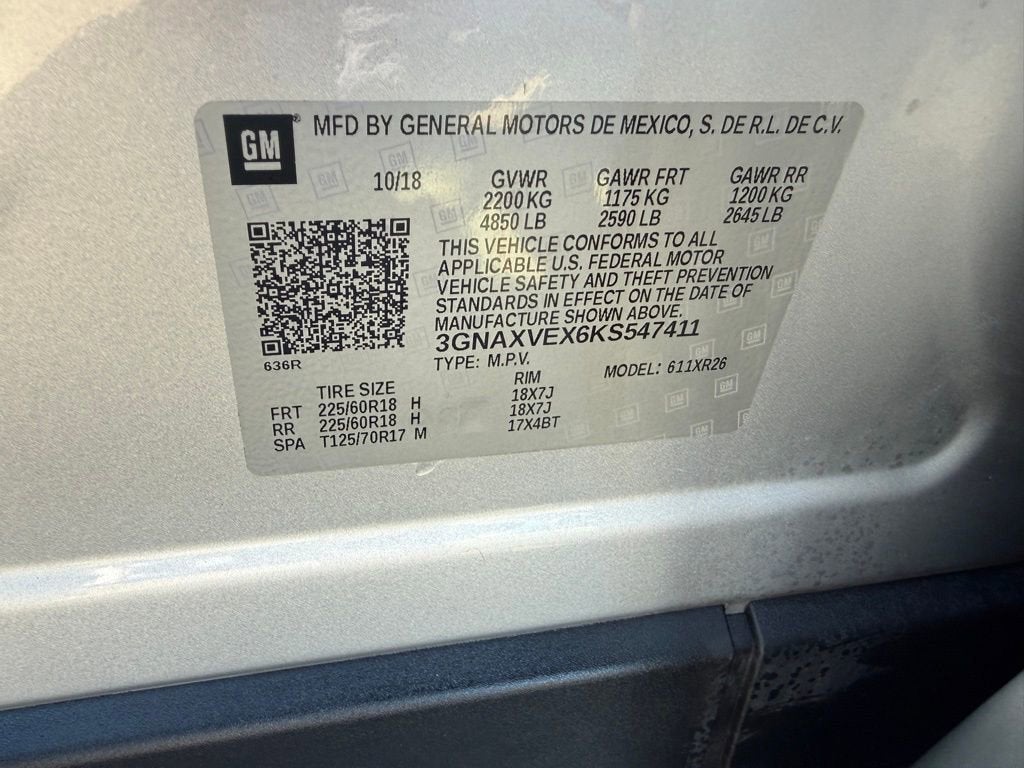 GM® MFD BY GENERAL MOTORS DE MEXICO, S. DE R.L. DE C.V.
10/18 GVWR GAWR FRT GAWR RR
2200 KG 1175 KG 1200 KG
4850 LB 2590 LB 2645 LB
THIS VEHICLE CONFORMS TO ALL
APPLICABLE U.S. FEDERAL MOTOR
VEHICLE SAFETY AND THEFT PREVENTION
STANDARDS IN EFFECT ON THE DATE OF
MANUFACTURE SHOWN ABOVE.
3GNAXVEX6KS547411
636R
TYPE: M.P.V. MODEL: 611XR26
TIRE SIZE RIM
FRT 225/60R18 H 18X7J
RR 225/60R18 H 18X7J
SPA T125/70R17 M 17X4BT